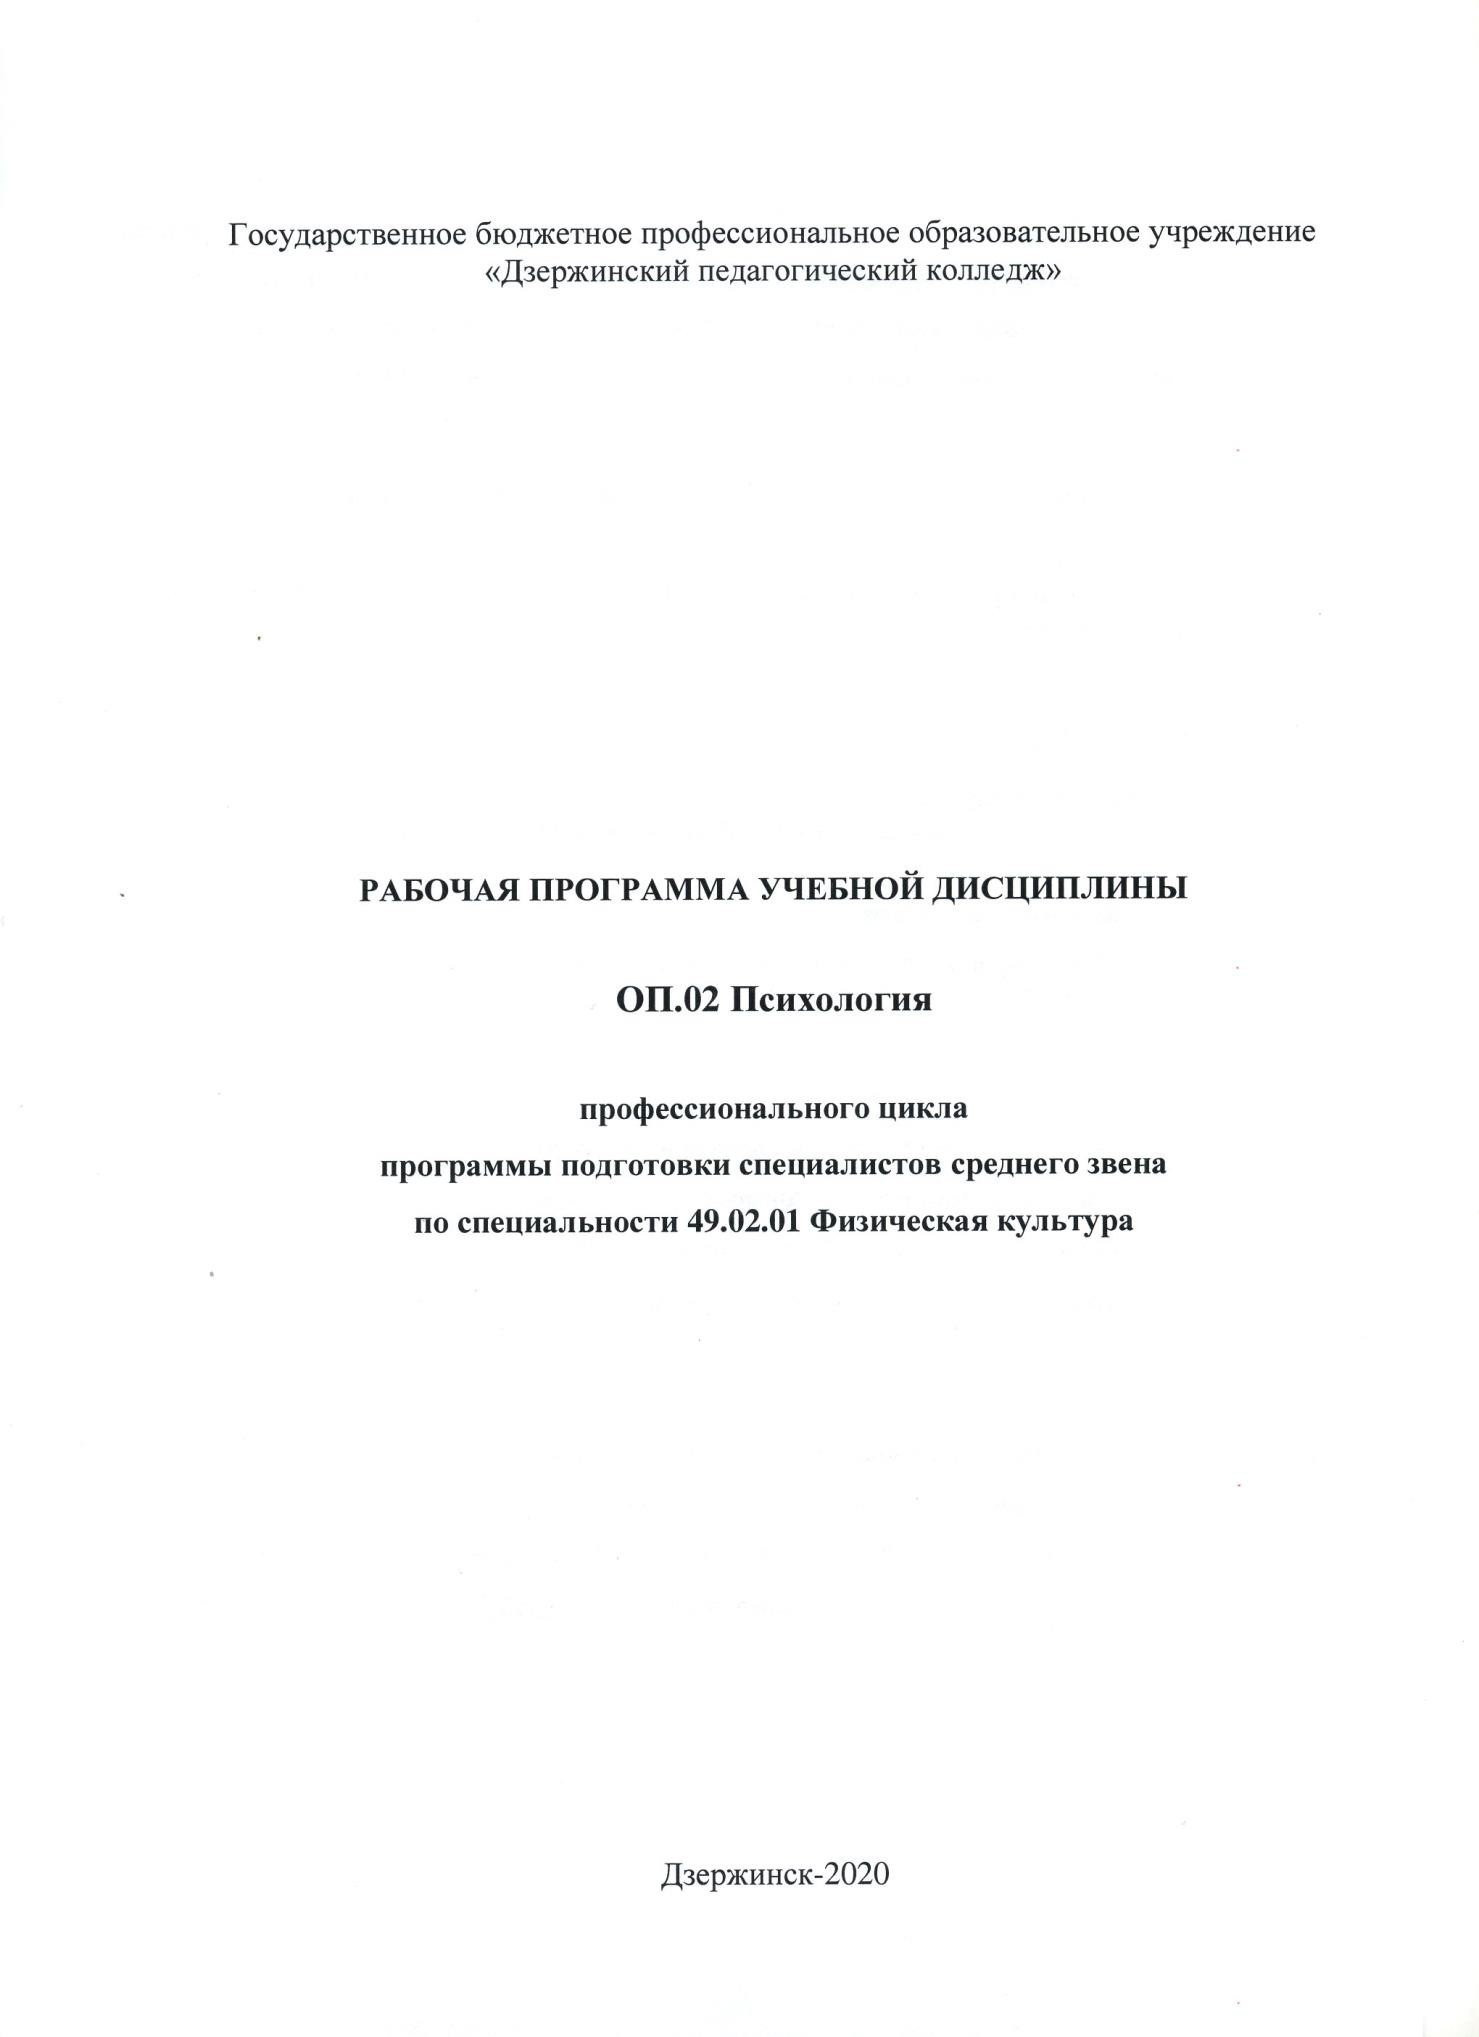 Государственное бюджетное профессиональное образовательное учреждение
«Дзержинский педагогический колледж»
РАБОЧАЯ ПРОГРАММА УЧЕБНОЙ ДИСЦИПЛИНЫ
ОП.02 Психология
профессионального цикла
программы подготовки специалистов среднего звена
по специальности 49.02.01 Физическая культура
Дзержинск-2020